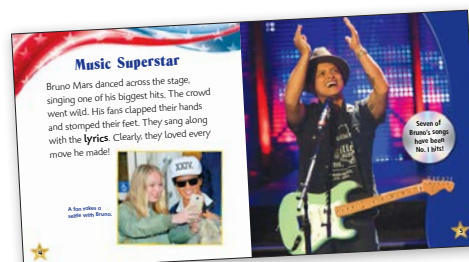 Music Superstar
Bruno Mars danced across the stage,
singing one of his biggest hits. The crowd
went wild. His fans clapped their hands
and stomped their feet. They sang along
with the lyrics. Clearly, they loved every
move he made!
A fan takes a
selfie with Bruno.
XXIV.
4
Seven of
Bruno's songs
have been
No. 1 hits!
5